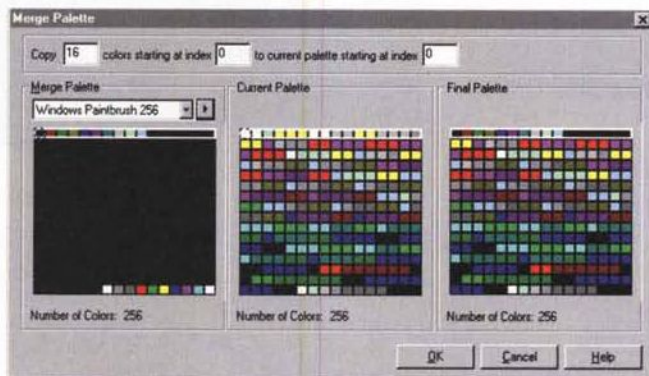 Merge Palette
Copy 16 colors starting at index 0 to current palette starting at index 0
Merge Palette
Windows Paintbrush 256
Number of Colors: 256
Current Palette
Number of Colors: 256
Final Palette
Number of Colors: 256
OK
Cancel
Help